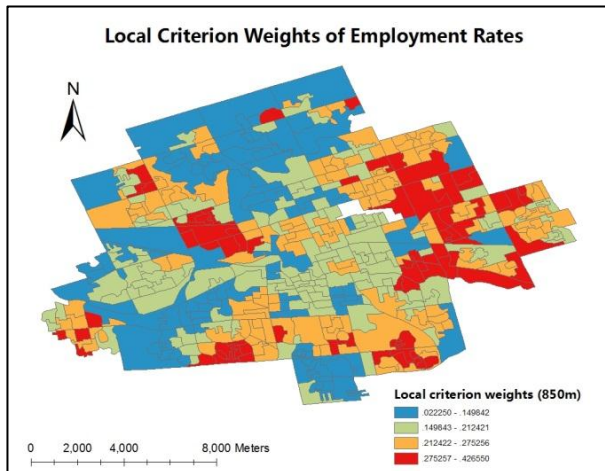 Local Criterion Weights of Employment Rates
N
Local criterion weights (850m)
.022250 - .149842
.149843 - .212421
.212422 - .275256
.275257 - .426550
0 2,000 4,000 8,000 Meters